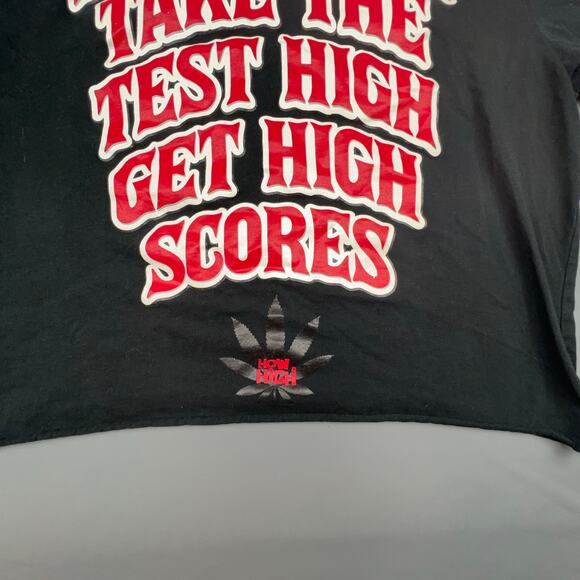 TAKE THE
TEST HIGH
GET HIGH
SCORES
HOW
HIGH